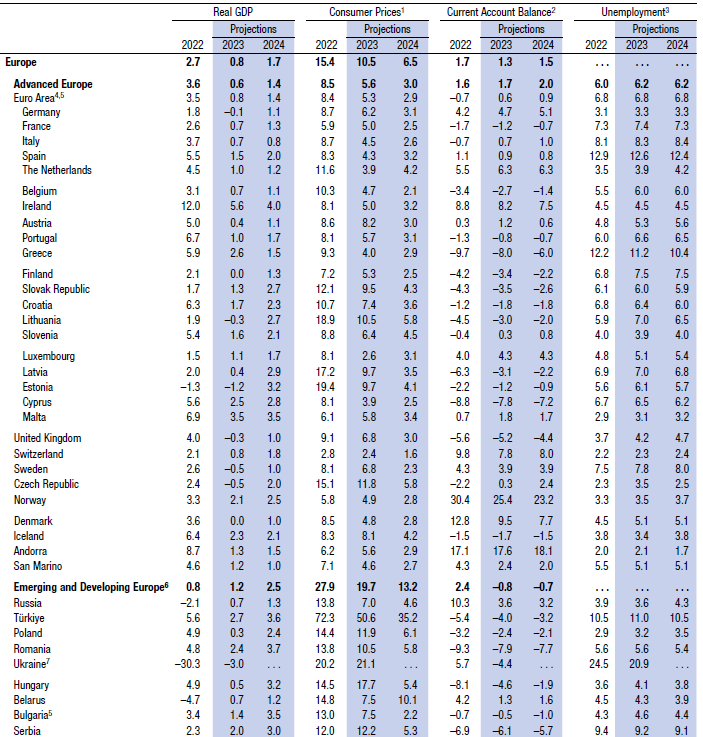 Real GDP Consumer Prices¹ Current Account Balance² Unemployment³
Projections Projections Projections Projections
2022 2023 2024 2022 2023 2024 2022 2023 2024 2022 2023 2024
Europe 2.7 0.8 1.7 15.4 10.5 6.5 1.7 1.3 1.5 ... ... ...
Advanced Europe 3.6 0.6 1.4 8.5 5.6 3.0 1.6 1.7 2.0 6.0 6.2 6.2
Euro Area⁴,⁵ 3.5 0.8 1.4 8.4 5.3 2.9 –0.7 0.6 0.9 6.8 6.8 6.8
Germany 1.8 –0.1 1.1 8.7 6.2 3.1 4.2 4.7 5.1 3.1 3.3 3.3
France 2.6 0.7 1.3 5.9 5.0 2.5 –1.7 –1.2 –0.7 7.3 7.4 7.3
Italy 3.7 0.7 0.8 8.7 4.5 2.6 –0.7 0.7 1.0 8.1 8.3 8.4
Spain 5.5 1.5 2.0 8.3 4.3 3.2 1.1 0.9 0.8 12.9 12.6 12.4
The Netherlands 4.5 1.0 1.2 11.6 3.9 4.2 5.5 6.3 6.3 3.5 3.9 4.2
Belgium 3.1 0.7 1.1 10.3 4.7 2.1 –3.4 –2.7 –1.4 5.5 6.0 6.0
Ireland 12.0 5.6 4.0 8.1 5.0 3.2 8.8 8.2 7.5 4.5 4.5 4.5
Austria 5.0 0.4 1.1 8.6 8.2 3.0 0.3 1.2 0.6 4.8 5.3 5.6
Portugal 6.7 1.0 1.7 8.1 5.7 3.1 –1.3 –0.8 –0.7 6.0 6.6 6.5
Greece 5.9 2.6 1.5 9.3 4.0 2.9 –9.7 –8.0 –6.0 12.2 11.2 10.4
Finland 2.1 0.0 1.3 7.2 5.3 2.5 –4.2 –3.4 –2.2 6.8 7.5 7.5
Slovak Republic 1.7 1.3 2.7 12.1 9.5 4.3 –4.3 –3.5 –2.6 6.1 6.0 5.9
Croatia 6.3 1.7 2.3 10.7 7.4 3.6 –1.2 –1.8 –1.8 6.8 6.4 6.0
Lithuania 1.9 –0.3 2.7 18.9 10.5 5.8 –4.5 –3.0 –2.0 5.9 7.0 6.5
Slovenia 5.4 1.6 2.1 8.8 6.4 4.5 –0.4 0.3 0.8 4.0 3.9 4.0
Luxembourg 1.5 1.1 1.7 8.1 2.6 3.1 4.0 4.3 4.3 4.8 5.1 5.4
Latvia 2.0 0.4 2.9 17.2 9.7 3.5 –6.3 –3.1 –2.2 6.9 7.0 6.8
Estonia –1.3 –1.2 3.2 19.4 9.7 4.1 –2.2 –1.2 –0.9 5.6 6.1 5.7
Cyprus 5.6 2.5 2.8 8.1 3.9 2.5 –8.8 –7.8 –7.2 6.7 6.5 6.2
Malta 6.9 3.5 3.5 6.1 5.8 3.4 0.7 1.8 1.7 2.9 3.1 3.2
United Kingdom 4.0 –0.3 1.0 9.1 6.8 3.0 –5.6 –5.2 –4.4 3.7 4.2 4.7
Switzerland 2.1 0.8 1.8 2.8 2.4 1.6 9.8 7.8 8.0 2.2 2.3 2.4
Sweden 2.6 –0.5 1.0 8.1 6.8 2.3 4.3 3.9 3.9 7.5 7.8 8.0
Czech Republic 2.4 –0.5 2.0 15.1 11.8 5.8 –2.2 0.3 2.4 2.3 3.5 2.5
Norway 3.3 2.1 2.5 5.8 4.9 2.8 30.4 25.4 23.2 3.3 3.5 3.7
Denmark 3.6 0.0 1.0 8.5 4.8 2.8 12.8 9.5 7.7 4.5 5.1 5.1
Iceland 6.4 2.3 2.1 8.3 8.1 4.2 –1.5 –1.7 –1.5 3.8 3.4 3.8
Andorra 8.7 1.3 1.5 6.2 5.6 2.9 17.1 17.6 18.1 2.0 2.1 1.7
San Marino 4.6 1.2 1.0 7.1 4.6 2.7 4.3 2.4 2.0 5.5 5.1 5.1
Emerging and Developing Europe⁶ 0.8 1.2 2.5 27.9 19.7 13.2 2.4 –0.8 –0.7 ... ... ...
Russia –2.1 0.7 1.3 13.8 7.0 4.6 10.3 3.6 3.2 3.9 3.6 4.3
Türkiye 5.6 2.7 3.6 72.3 50.6 35.2 –5.4 –4.0 –3.2 10.5 11.0 10.5
Poland 4.9 0.3 2.4 14.4 11.9 6.1 –3.2 –2.4 –2.1 2.9 3.2 3.5
Romania 4.8 2.4 3.7 13.8 10.5 5.8 –9.3 –7.9 –7.7 5.6 5.6 5.4
Ukraine⁷ –30.3 –3.0 ... 20.2 21.1 ... 5.7 –4.4 ... 24.5 20.9 ...
Hungary 4.9 0.5 3.2 14.5 17.7 5.4 –8.1 –4.6 –1.9 3.6 4.1 3.8
Belarus –4.7 0.7 1.2 14.8 7.5 10.1 4.2 1.3 1.6 4.5 4.3 3.9
Bulgaria⁵ 3.4 1.4 3.5 13.0 7.5 2.2 –0.7 –0.5 –1.0 4.3 4.6 4.4
Serbia 2.3 2.0 3.0 12.0 12.2 5.3 –6.9 –6.1 –5.7 9.4 9.2 9.1